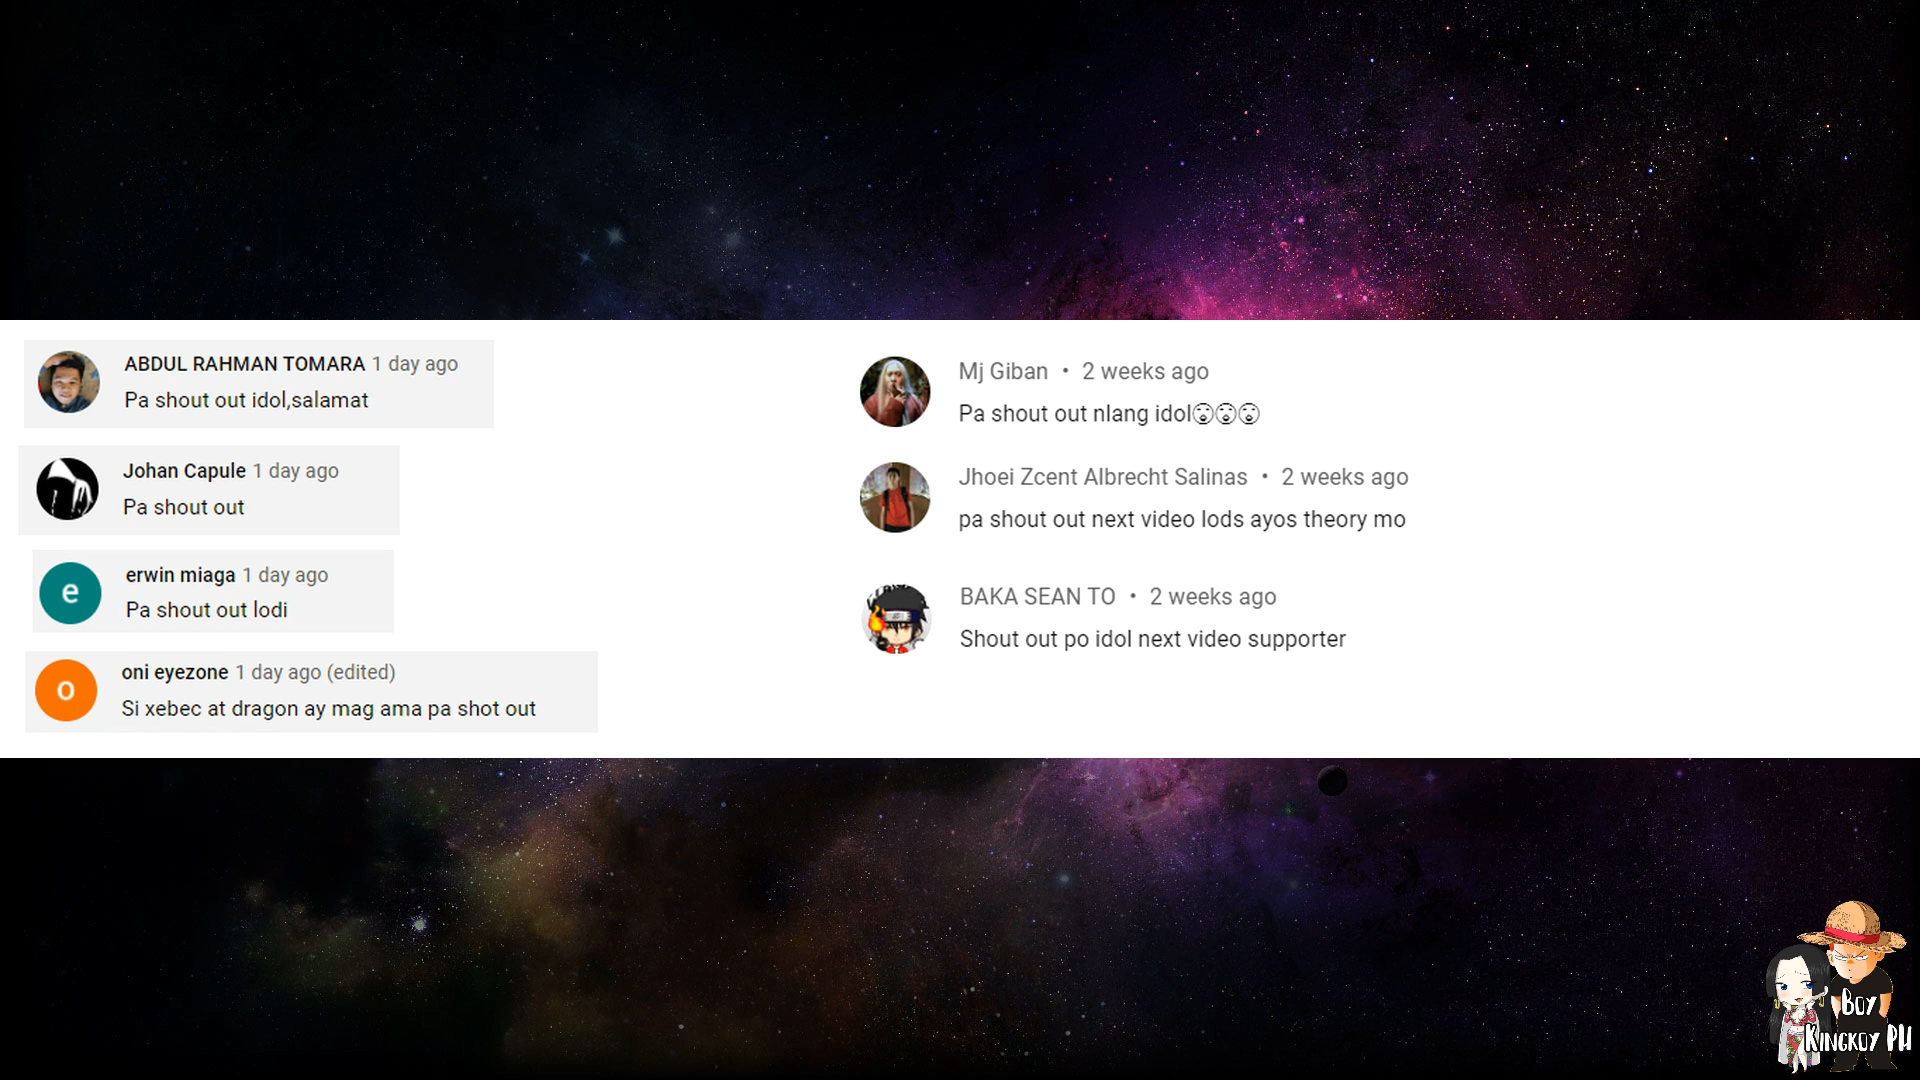 ABDUL RAHMAN TOMARA 1 day ago
Pa shout out idol,salamat
Johan Capule 1 day ago
Pa shout out
e
erwin miaga 1 day ago
Pa shout out lodi
o
oni eyezone 1 day ago (edited)
Si xebec at dragon ay mag ama pa shot out
Mj Giban • 2 weeks ago
Pa shout out nlang idol😲😲😲
Jhoei Zcent Albrecht Salinas • 2 weeks ago
pa shout out next video lods ayos theory mo
BAKA SEAN TO • 2 weeks ago
Shout out po idol next video supporter
BOY
KINGKOY PH